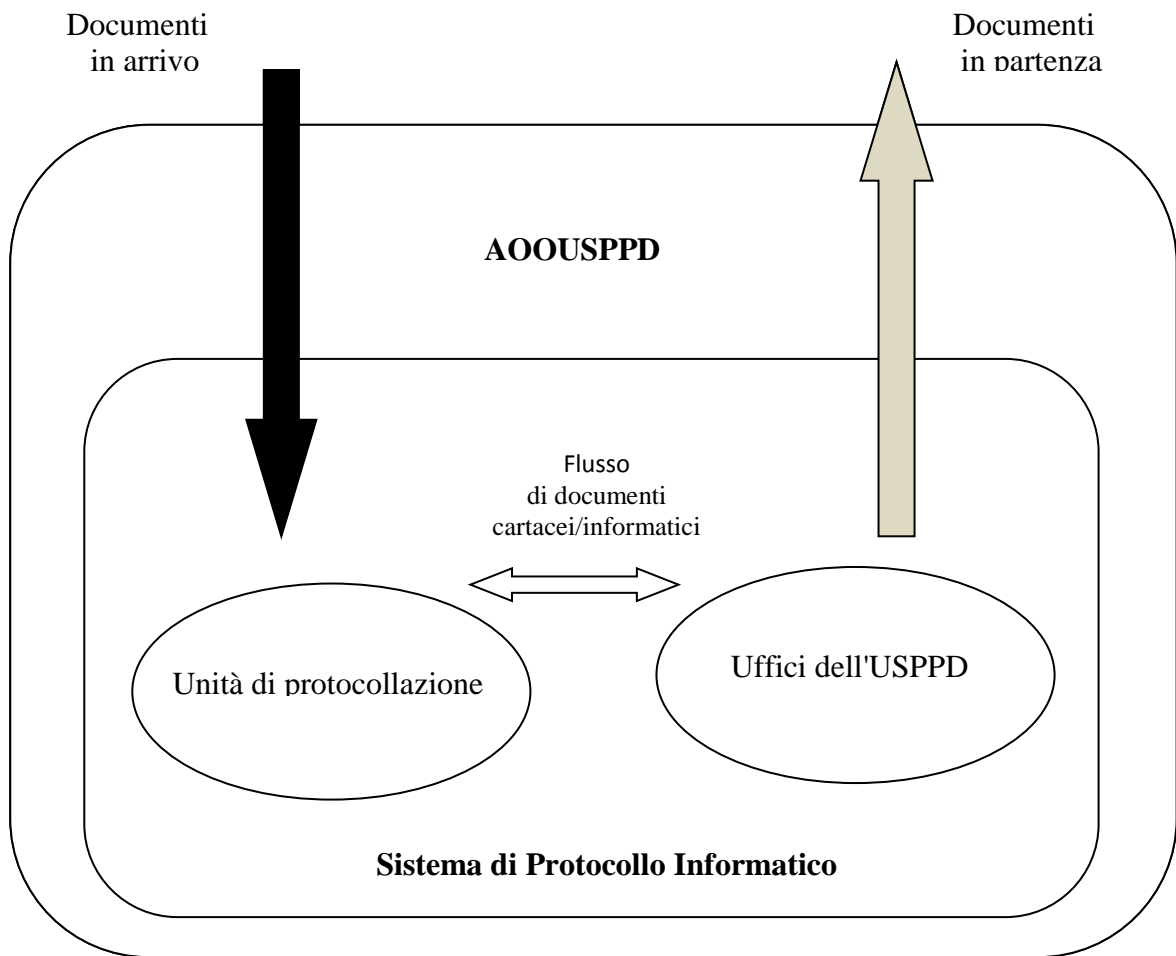 Documenti
in arrivo
Documenti
in partenza
AOOUSPPD
Flusso
di documenti
cartacei/informatici
Unità di protocollazione
Uffici dell'USPPD
Sistema di Protocollo Informatico